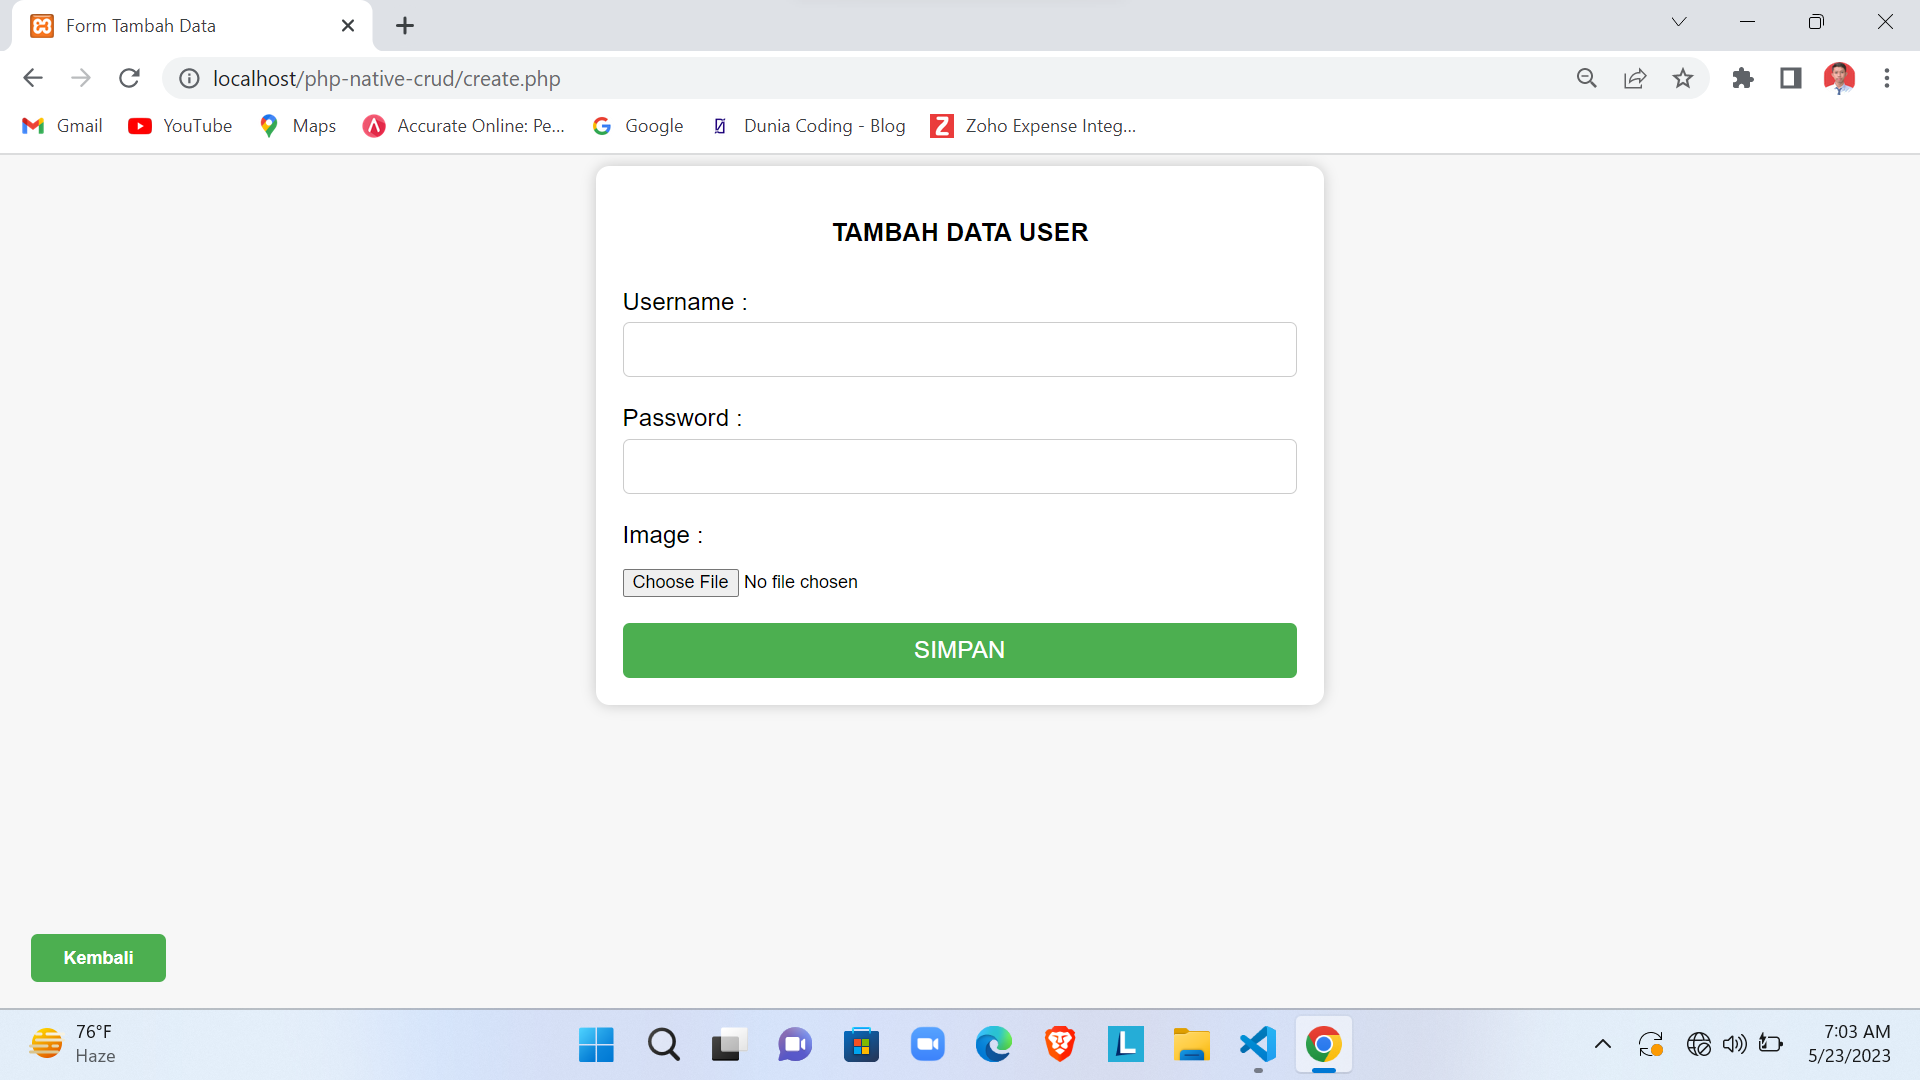 Form Tambah Data
localhost/php-native-crud/create.php
Gmail YouTube Maps Accurate Online: Pe... Google Dunia Coding - Blog Zoho Expense Integ...
TAMBAH DATA USER
Username :
Password :
Image :
Choose File No file chosen
SIMPAN
Kembali
76°F
Haze
7:03 AM
5/23/2023